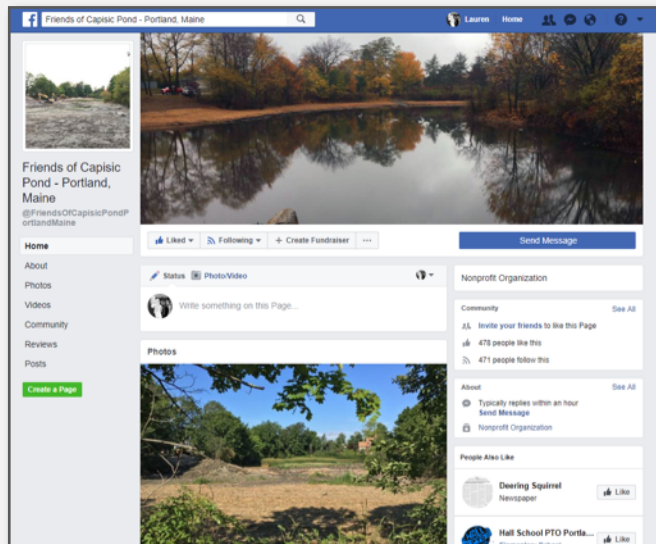 Friends of Capisic Pond - Portland, Maine
Lauren
Home
Friends of Capisic
Pond - Portland,
Maine
@FriendsOfCapisicPondP
ortlandMaine
Home
About
Photos
Videos
Community
Reviews
Posts
Create a Page
Liked
Following
+ Create Fundraiser
Send Message
Status
Photo/Video
Write something on this Page...
Photos
Nonprofit Organization
Community
See All
Invite your friends to like this Page
478 people like this
471 people follow this
About
See All
Typically replies within an hour
Send Message
Nonprofit Organization
People Also Like
Deering Squirrel
Newspaper
Like
Hall School PTO Portla...
Like